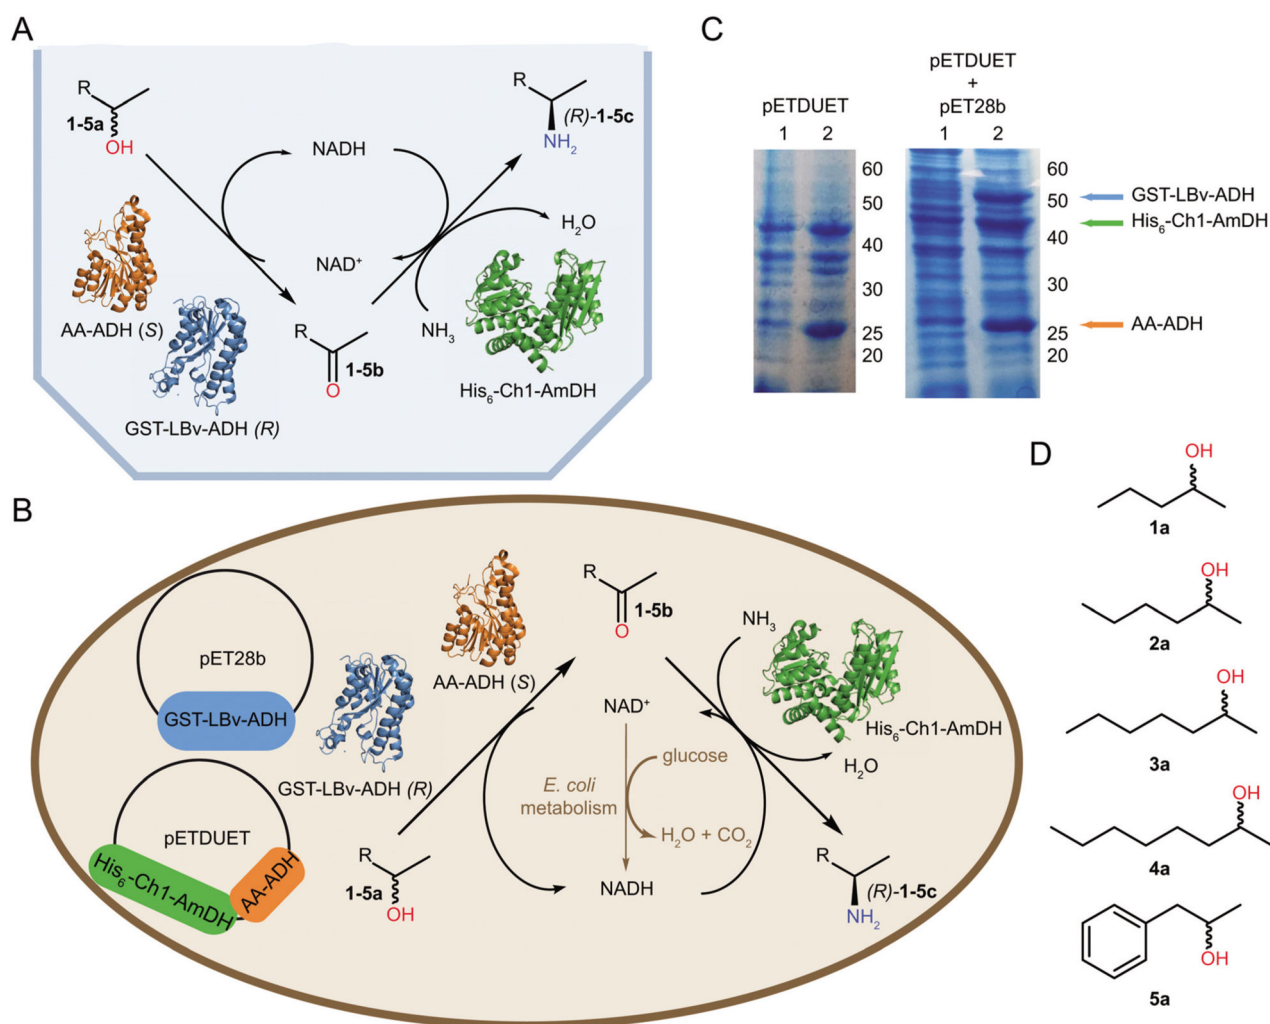 A
R
1-5a
OH
NADH
R
(R)-1-5c
NH2
H2O
NAD+
AA-ADH (S)
R
1-5b
O
NH3
GST-LBv-ADH (R)
His6-Ch1-AmDH
B
pET28b
GST-LBv-ADH
pETDUET
His6-Ch1-AmDH
AA-ADH
GST-LBv-ADH (R)
AA-ADH (S)
R
1-5b
O
NH3
His6-Ch1-AmDH
H2O
NAD+
glucose
E. coli
metabolism
H2O + CO2
NADH
R
1-5a
OH
R
(R)-1-5c
NH2
C
pETDUET
1 2
60
50
40
30
25
20
pETDUET
+
pET28b
1 2
60
50
40
30
25
20
GST-LBv-ADH
His6-Ch1-AmDH
AA-ADH
D
OH
1a
OH
2a
OH
3a
OH
4a
OH
5a